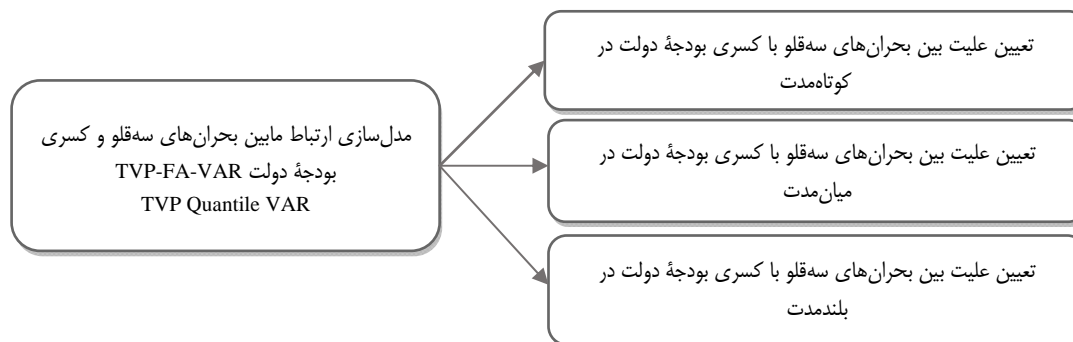 تعیین علیت بین بحران‌های سه‌قلو با کسری بودجهٔ دولت در
کوتاه‌مدت
مدل‌سازی ارتباط مابین بحران‌های سه‌قلو و کسری
بودجهٔ دولت TVP-FA-VAR
TVP Quantile VAR
تعیین علیت بین بحران‌های سه‌قلو با کسری بودجهٔ دولت در
میان‌مدت
تعیین علیت بین بحران‌های سه‌قلو با کسری بودجهٔ دولت در
بلندمدت